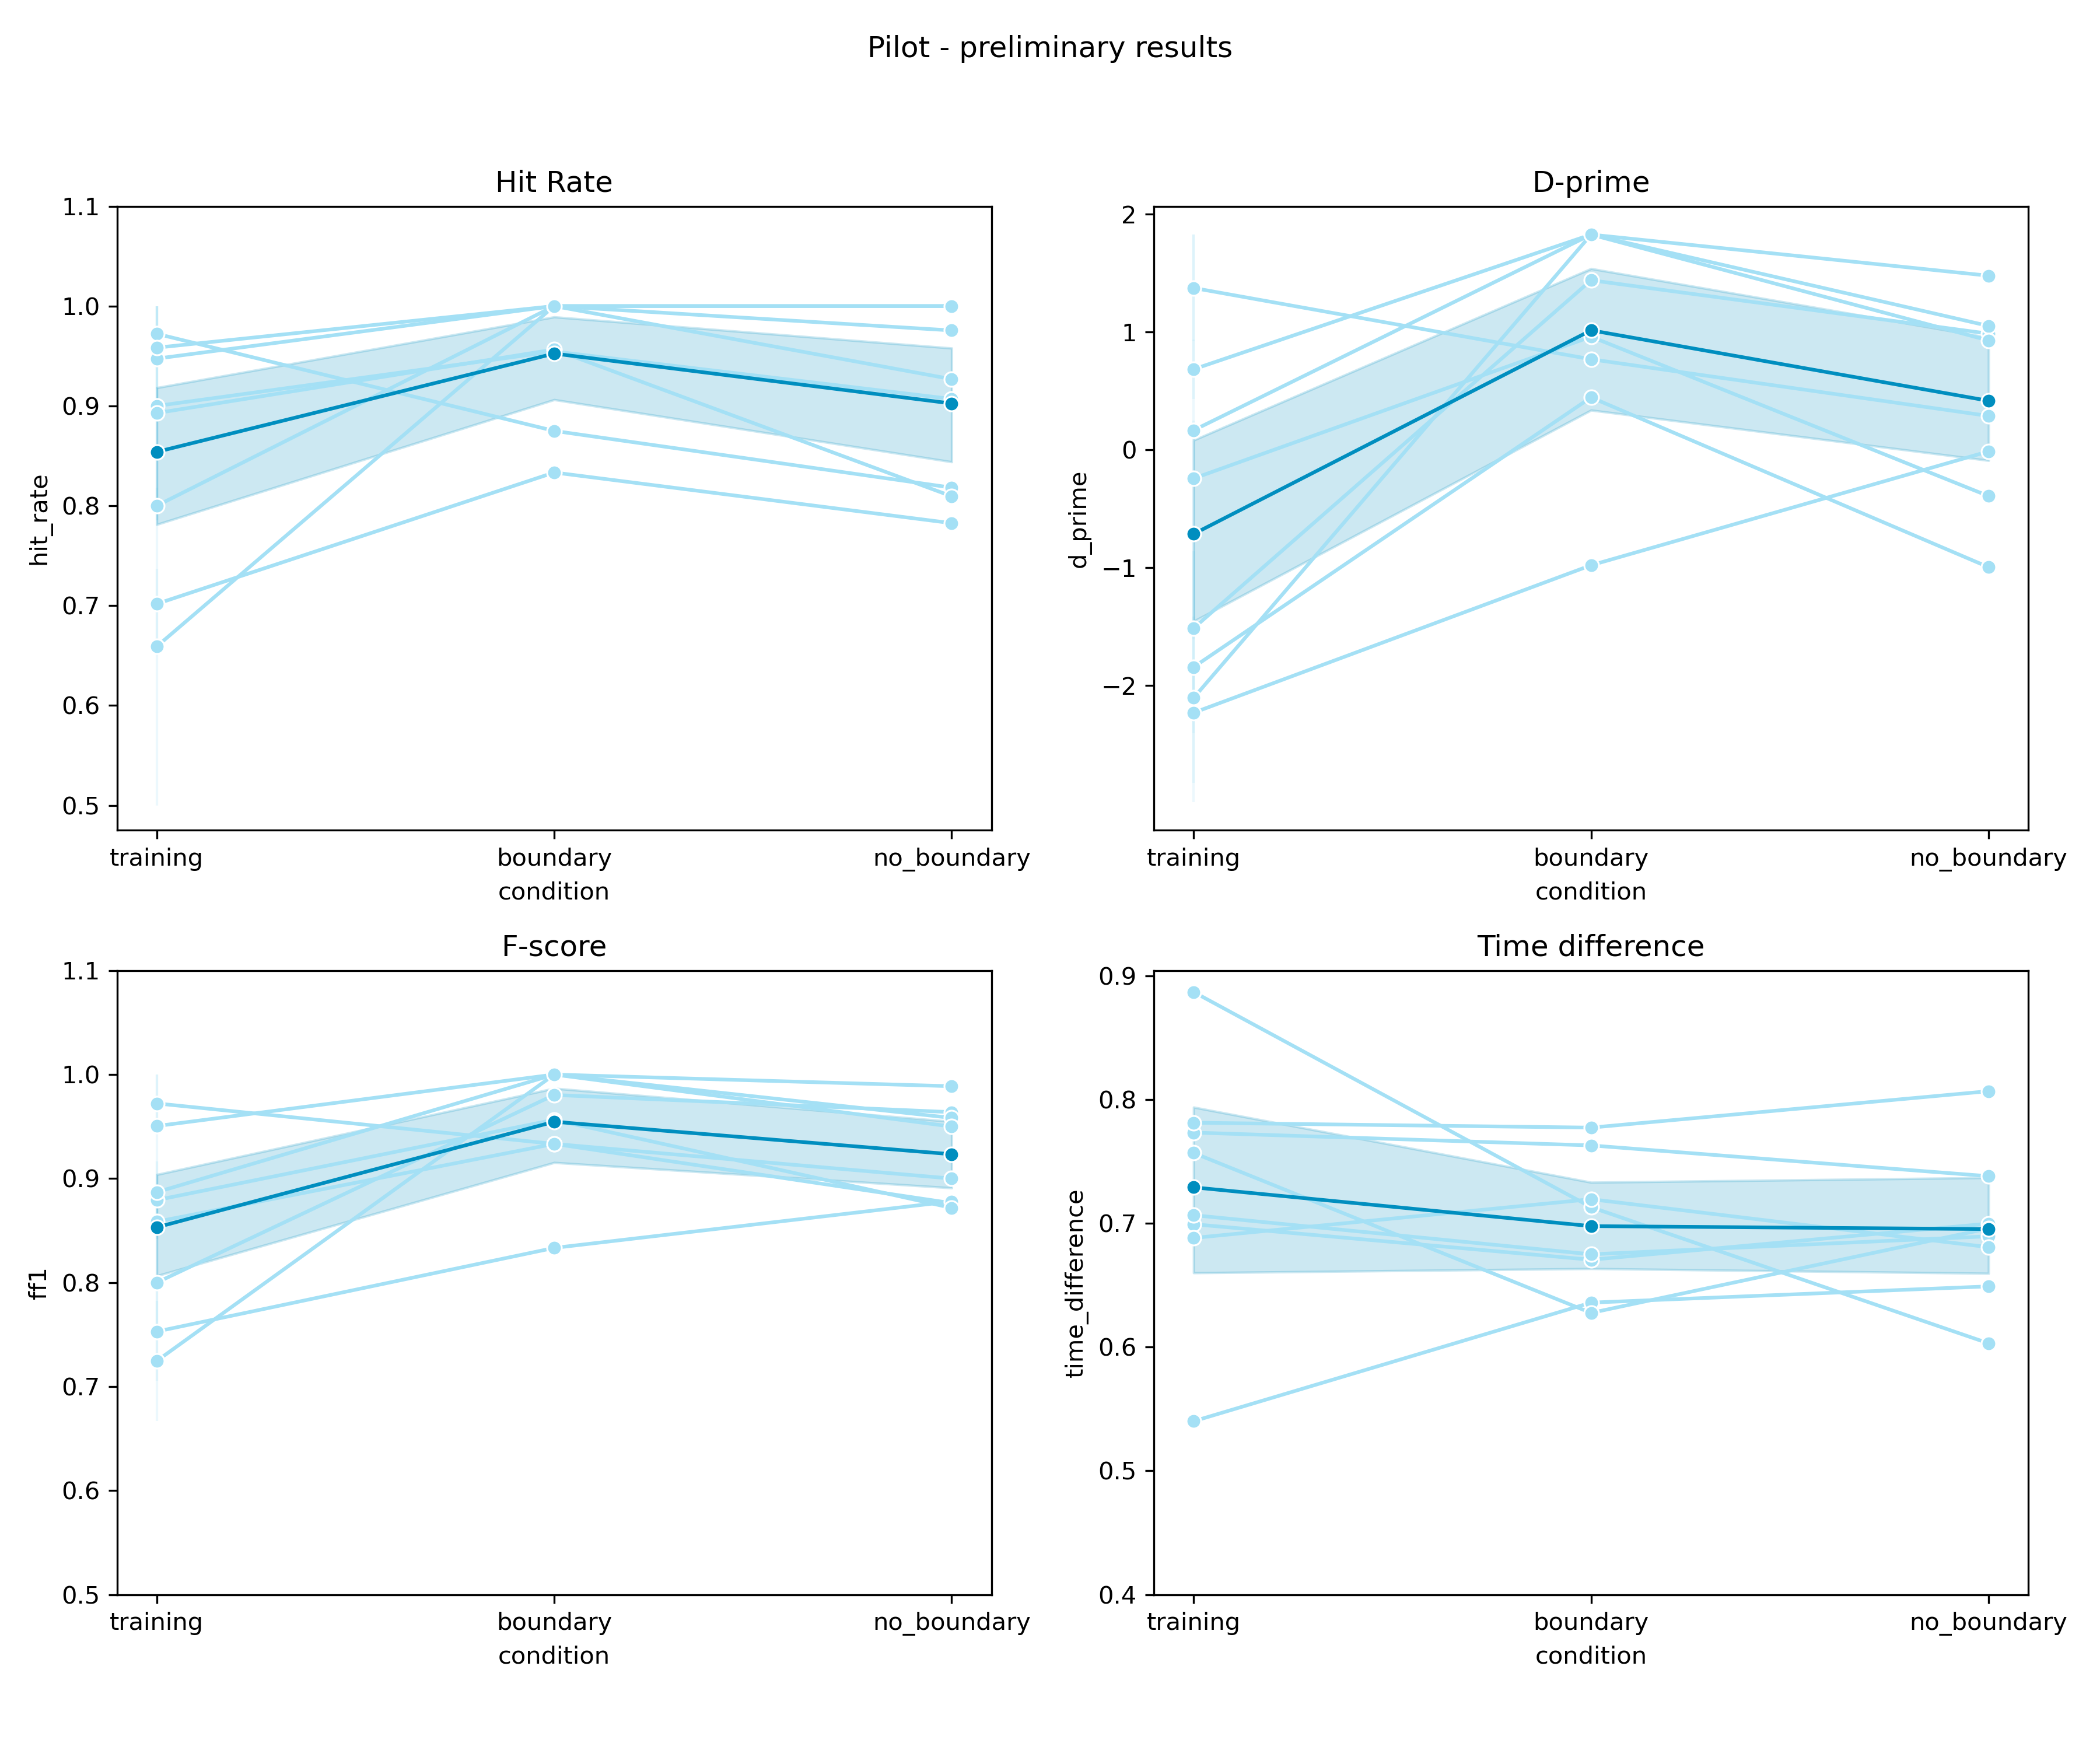 Pilot - preliminary results
Hit Rate
1.1
1.0
0.9
0.8
0.7
0.6
0.5
hit_rate
training boundary no_boundary
condition
D-prime
2
1
0
−1
−2
d_prime
training boundary no_boundary
condition
F-score
1.1
1.0
0.9
0.8
0.7
0.6
0.5
ff1
training boundary no_boundary
condition
Time difference
0.9
0.8
0.7
0.6
0.5
0.4
time_difference
training boundary no_boundary
condition